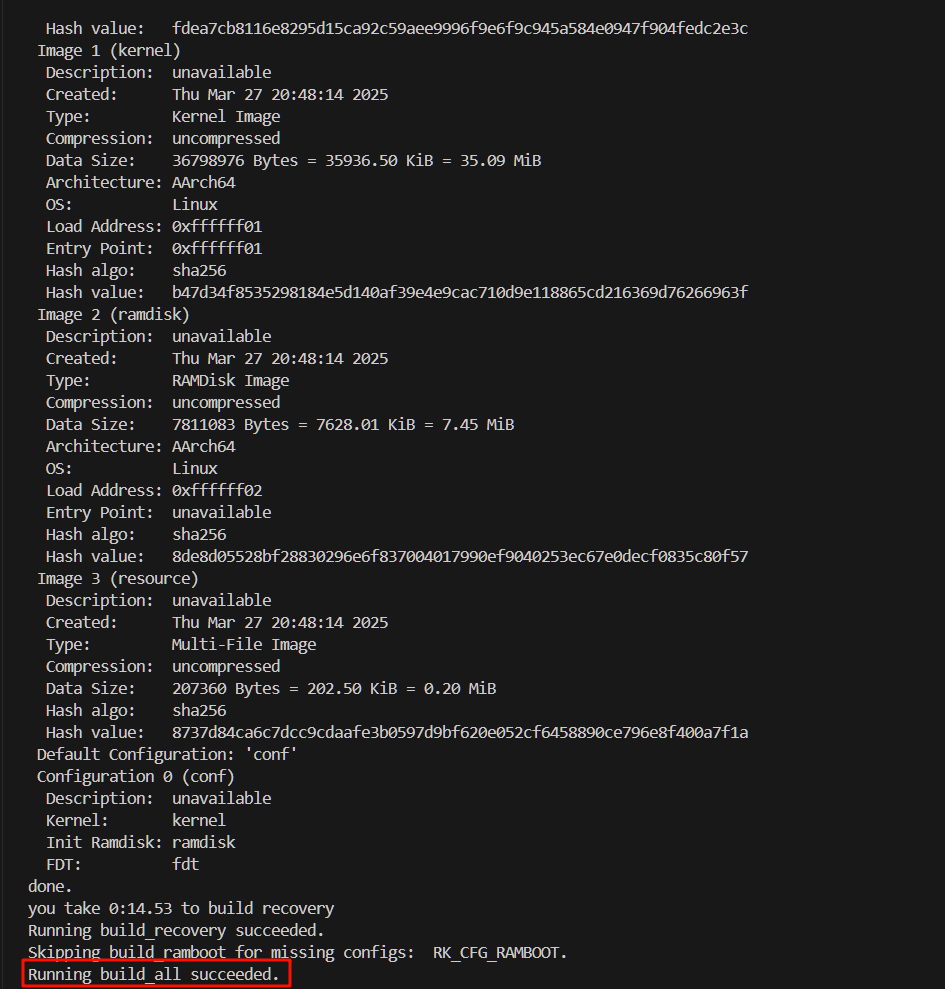 Hash value: fdea7cb8116e8295d15ca92c59aee9996f9e6f9c945a584e0947f904fedc2e3c
Image 1 (kernel)
Description: unavailable
Created: Thu Mar 27 20:48:14 2025
Type: Kernel Image
Compression: uncompressed
Data Size: 36798976 Bytes = 35936.50 KiB = 35.09 MiB
Architecture: AArch64
OS: Linux
Load Address: 0xffffff01
Entry Point: 0xffffff01
Hash algo: sha256
Hash value: b47d34f8535298184e5d140af39e4e9cac710d9e118865cd216369d76266963f
Image 2 (ramdisk)
Description: unavailable
Created: Thu Mar 27 20:48:14 2025
Type: RAMDisk Image
Compression: uncompressed
Data Size: 7811083 Bytes = 7628.01 KiB = 7.45 MiB
Architecture: AArch64
OS: Linux
Load Address: 0xffffff02
Entry Point: unavailable
Hash algo: sha256
Hash value: 8de8d05528bf28830296e6f837004017990ef9040253ec67e0decf0835c80f57
Image 3 (resource)
Description: unavailable
Created: Thu Mar 27 20:48:14 2025
Type: Multi-File Image
Compression: uncompressed
Data Size: 207360 Bytes = 202.50 KiB = 0.20 MiB
Hash algo: sha256
Hash value: 8737d84ca6c7dcc9cdaafe3b0597d9bf620e052cf6458890ce796e8f400a7f1a
Default Configuration: 'conf'
Configuration 0 (conf)
Description: unavailable
Kernel: kernel
Init Ramdisk: ramdisk
FDT: fdt
done.
you take 0:14.53 to build recovery
Running build_recovery succeeded.
Skipping build_ramboot for missing configs: RK_CFG_RAMBOOT.
Running build_all succeeded.